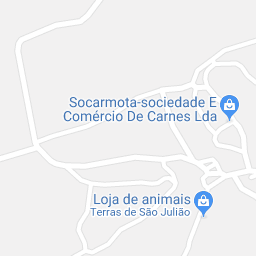 Socarmota-sociedade E
Comércio De Carnes Lda
Loja de animais
Terras de São Julião